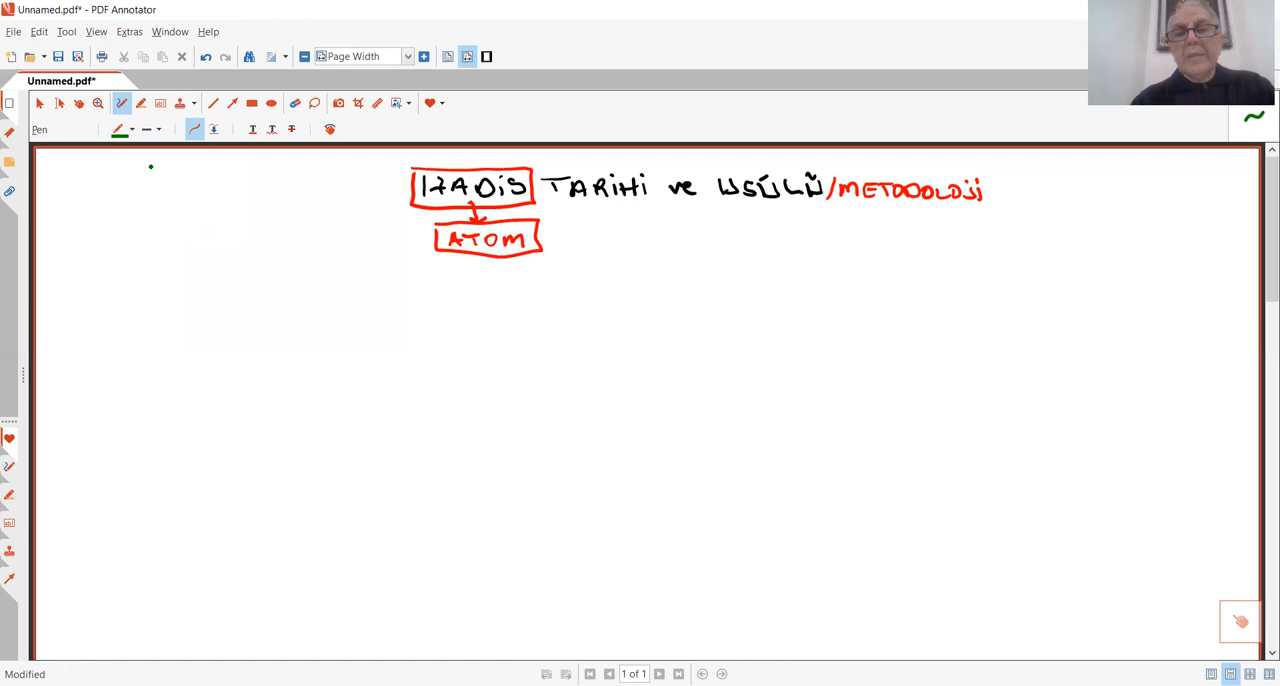 Unnamed.pdf* - PDF Annotator
File Edit Tool View Extras Window Help
Page Width
Unnamed.pdf*
Pen
HADİS TARİHİ ve USÛLÜ/METODOLOJİ
ATOM
Modified
1 of 1